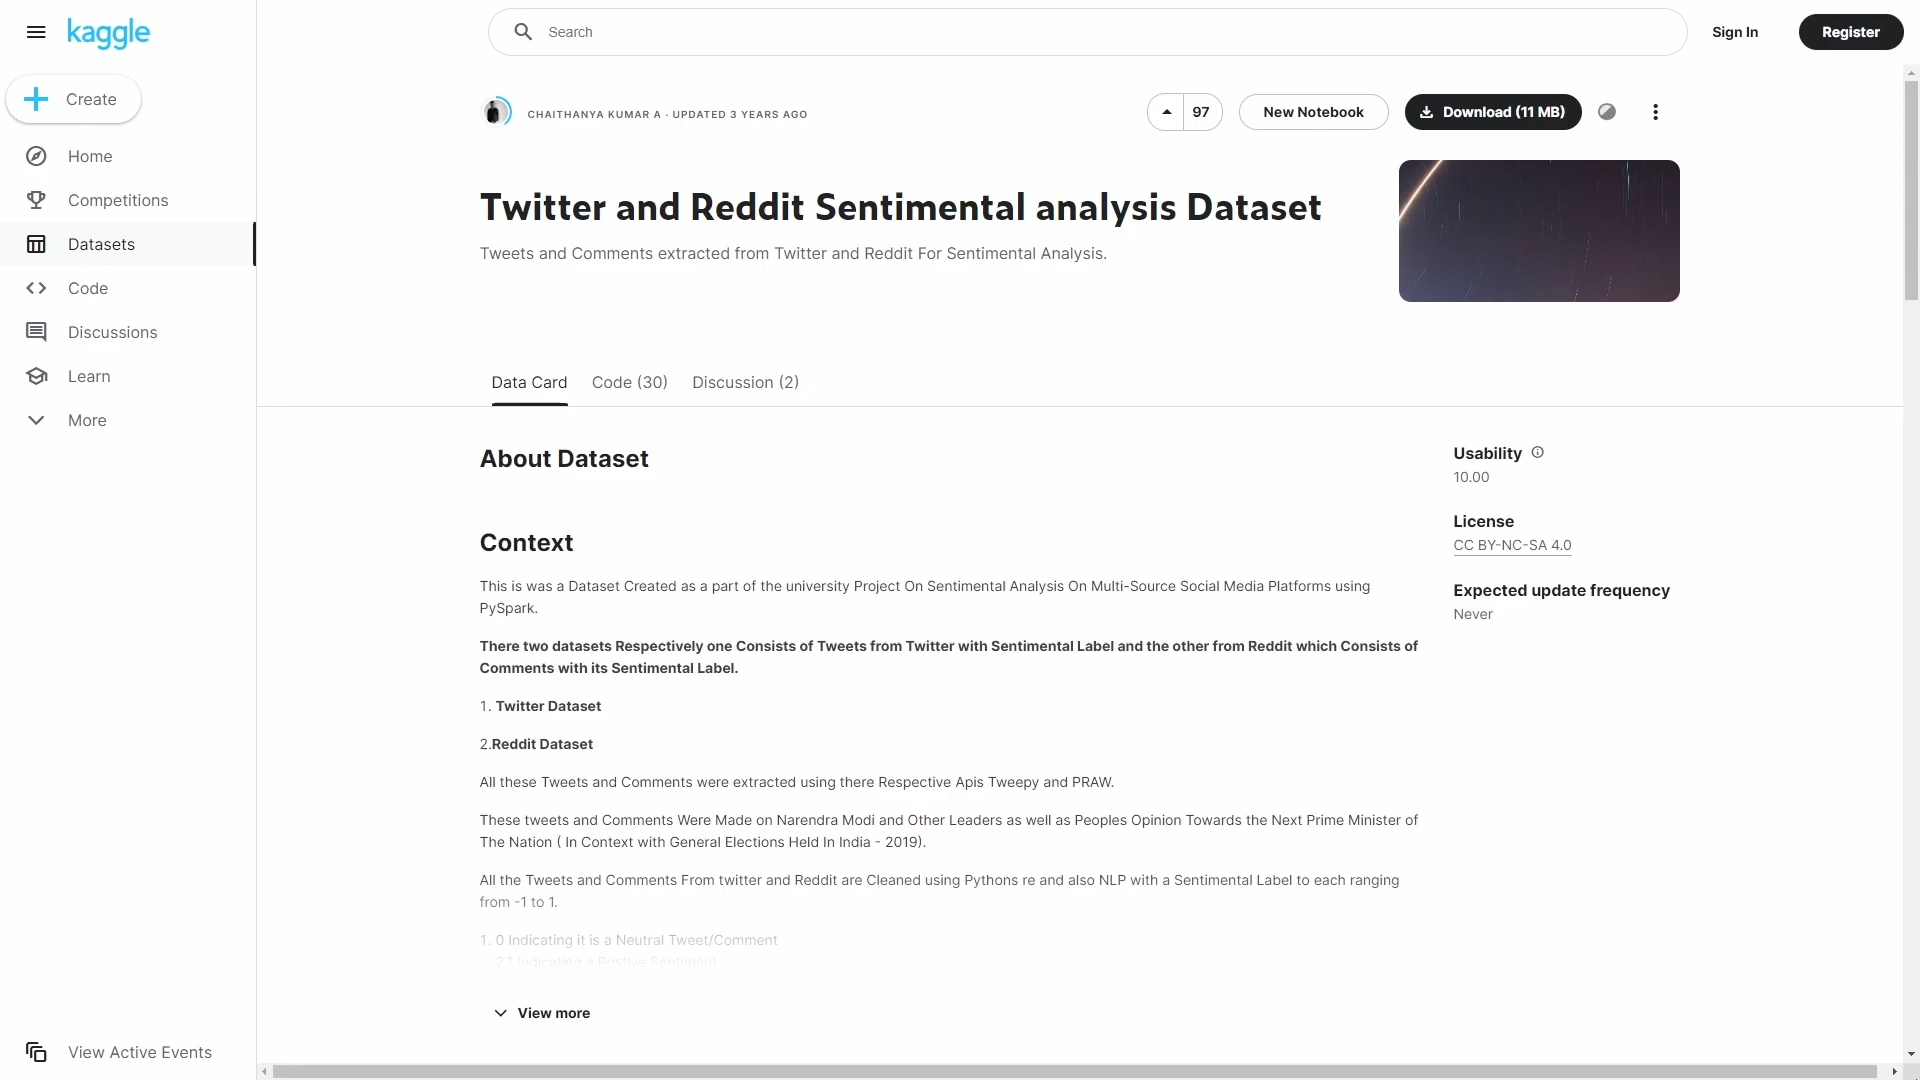 kaggle
Search
Sign In
Register
Create
Home
Competitions
Datasets
Code
Discussions
Learn
More
View Active Events
CHAITHANYA KUMAR A · UPDATED 3 YEARS AGO
97
New Notebook
Download (11 MB)
Twitter and Reddit Sentimental analysis Dataset
Tweets and Comments extracted from Twitter and Reddit For Sentimental Analysis.
Data Card
Code (30)
Discussion (2)
About Dataset
Context
This is was a Dataset Created as a part of the university Project On Sentimental Analysis On Multi-Source Social Media Platforms using
PySpark.
There two datasets Respectively one Consists of Tweets from Twitter with Sentimental Label and the other from Reddit which Consists of
Comments with its Sentimental Label.
1. Twitter Dataset
2.Reddit Dataset
All these Tweets and Comments were extracted using there Respective Apis Tweepy and PRAW.
These tweets and Comments Were Made on Narendra Modi and Other Leaders as well as Peoples Opinion Towards the Next Prime Minister of
The Nation ( In Context with General Elections Held In India - 2019).
All the Tweets and Comments From twitter and Reddit are Cleaned using Pythons re and also NLP with a Sentimental Label to each ranging
from -1 to 1.
1. 0 Indicating it is a Neutral Tweet/Comment
2.1 Indicating a Postive Sentiment
View more
Usability
10.00
License
CC BY-NC-SA 4.0
Expected update frequency
Never